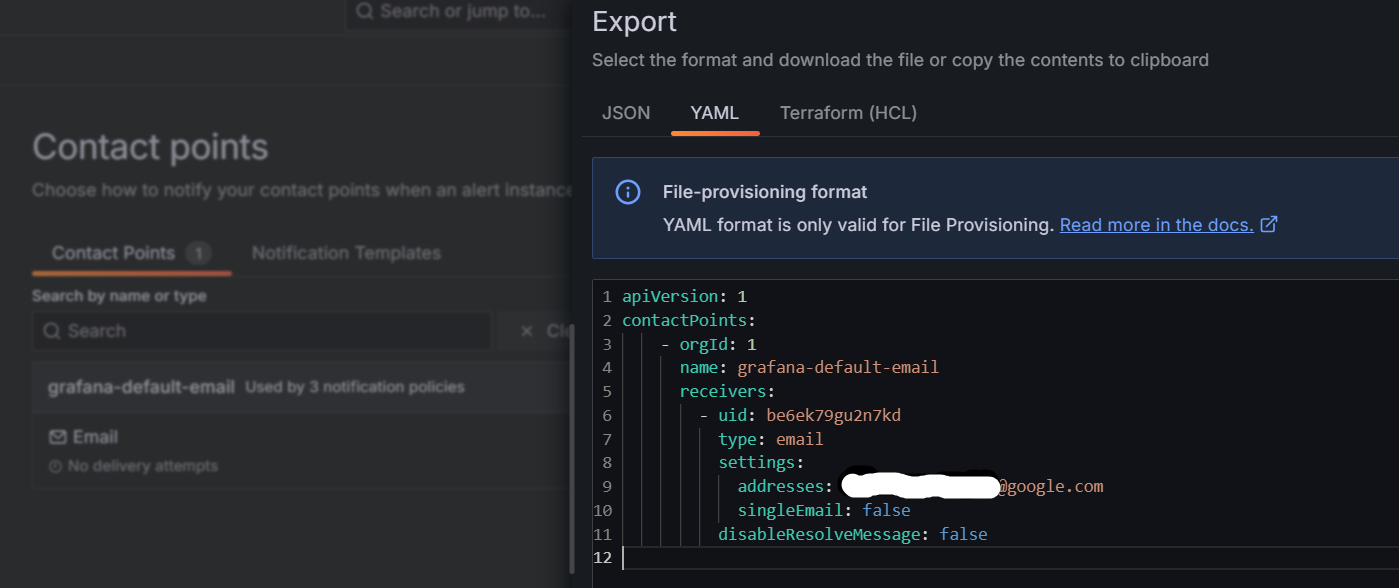 Search or jump to...
Contact points
Choose how to notify your contact points when an alert instance
Contact Points 1
Notification Templates
Search by name or type
Search
Cle
grafana-default-email Used by 3 notification policies
Email
No delivery attempts
Export
Select the format and download the file or copy the contents to clipboard
JSON YAML Terraform (HCL)
File-provisioning format
YAML format is only valid for File Provisioning. Read more in the docs.
1 apiVersion: 1
2 contactPoints:
3 - orgId: 1
4 name: grafana-default-email
5 receivers:
6 - uid: be6ek79gu2n7kd
7 type: email
8 settings:
9 addresses: @google.com
10 singleEmail: false
11 disableResolveMessage: false
12